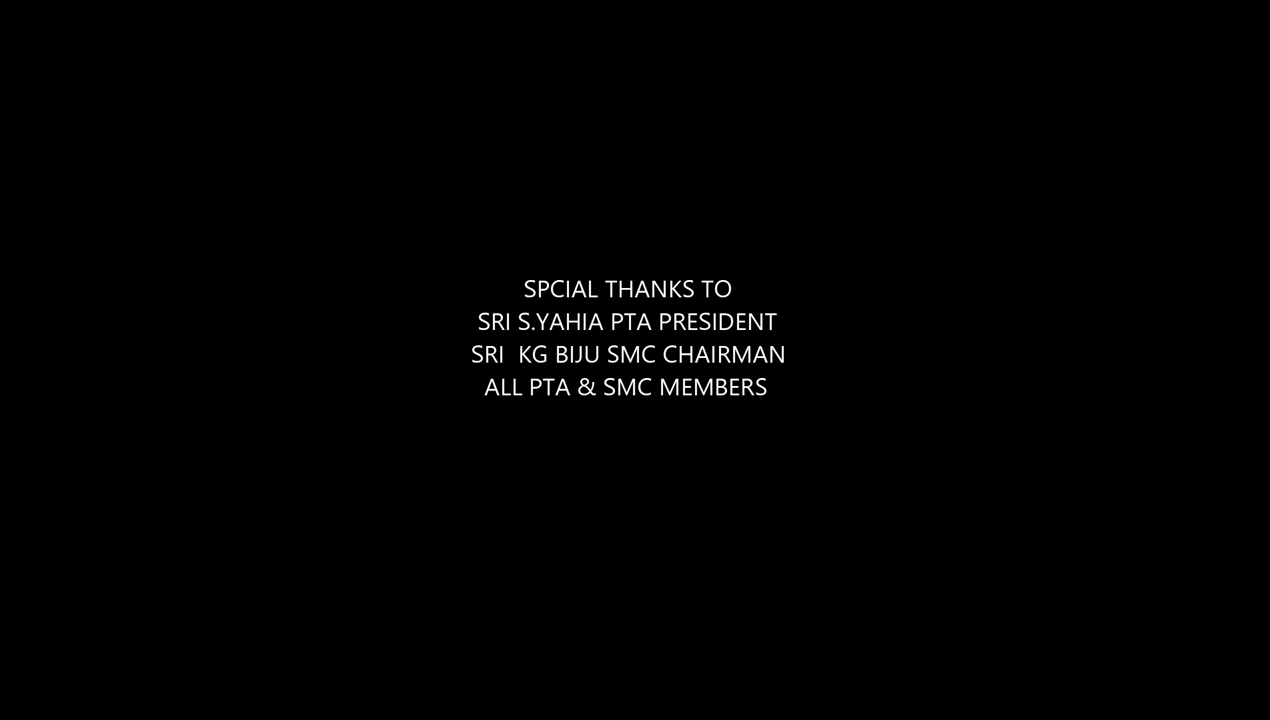 SPCIAL THANKS TO
SRI S.YAHIA PTA PRESIDENT
SRI  KG BIJU SMC CHAIRMAN
ALL PTA & SMC MEMBERS